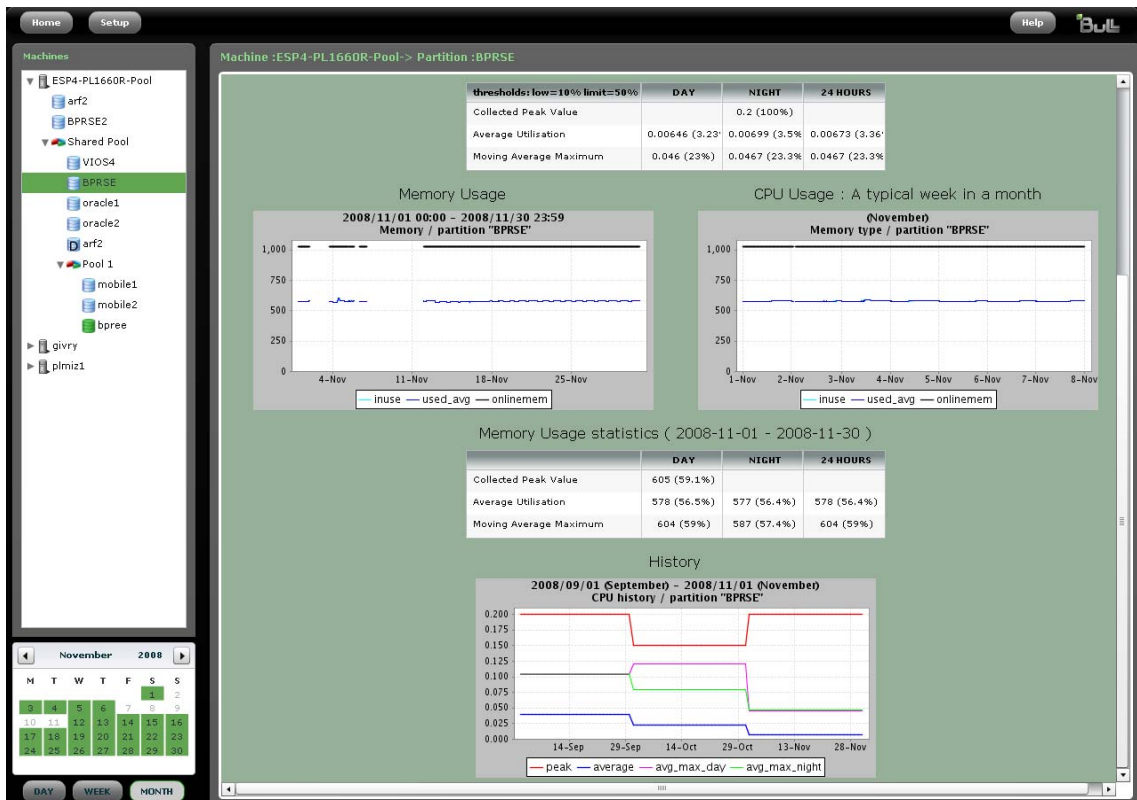 Home Setup Help Bull
Machines
ESP4-PL1660R-Pool
arf2
BPRSE2
Shared Pool
VIOS4
BPRSE
oracle1
oracle2
D arf2
Pool 1
mobile1
mobile2
bpree
givry
plmiz1
November 2008
M T W T F S S
1 2
3 4 5 6 7 8 9
10 11 12 13 14 15 16
17 18 19 20 21 22 23
24 25 26 27 28 29 30
DAY WEEK MONTH
Machine :ESP4-PL1660R-Pool-> Partition :BPRSE
thresholds: low=10% limit=50% DAY NIGHT 24 HOURS
Collected Peak Value 0.2 (100%)
Average Utilisation 0.00646 (3.23 0.00699 (3.5% 0.00673 (3.36
Moving Average Maximum 0.046 (23%) 0.0467 (23.3% 0.0467 (23.3%
Memory Usage
2008/11/01 00:00 - 2008/11/30 23:59
Memory / partition "BPRSE"
1,000
750
500
250
0
4-Nov 11-Nov 18-Nov 25-Nov
inuse used_avg onlinemem
CPU Usage : A typical week in a month
(November)
Memory type / partition "BPRSE"
1,000
750
500
250
0
1-Nov 2-Nov 3-Nov 4-Nov 5-Nov 6-Nov 7-Nov 8-Nov
inuse used_avg onlinemem
Memory Usage statistics ( 2008-11-01 - 2008-11-30 )
DAY NIGHT 24 HOURS
Collected Peak Value 605 (59.1%)
Average Utilisation 578 (56.5%) 577 (56.4%) 578 (56.4%)
Moving Average Maximum 604 (59%) 587 (57.4%) 604 (59%)
History
2008/09/01 (September) - 2008/11/01 (November)
CPU history / partition "BPRSE"
0.200
0.175
0.150
0.125
0.100
0.075
0.050
0.025
0.000
14-Sep 29-Sep 14-Oct 29-Oct 13-Nov 28-Nov
peak average avg_max_day avg_max_night